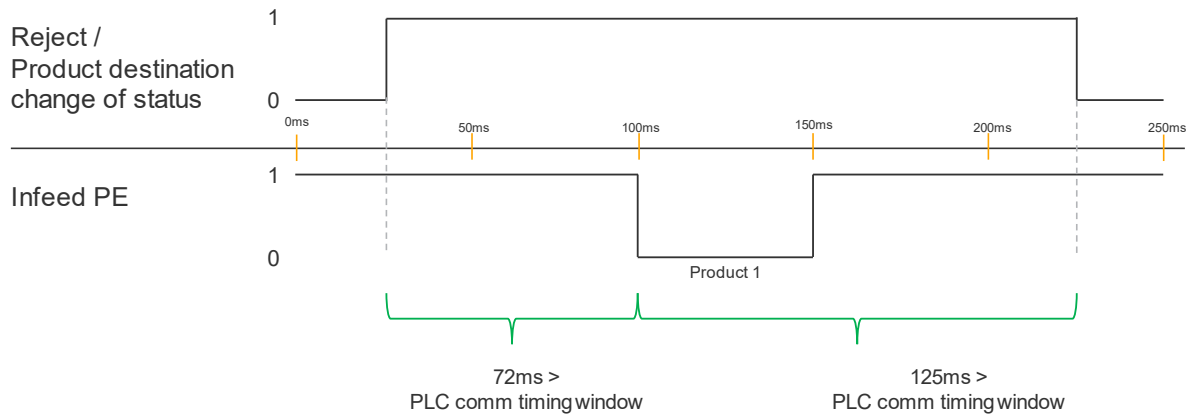 1
Reject /
Product destination
change of status
0
0ms
50ms
100ms
150ms
200ms
250ms
1
Infeed PE
0
Product 1
72ms >
PLC comm timing window
125ms >
PLC comm timing window